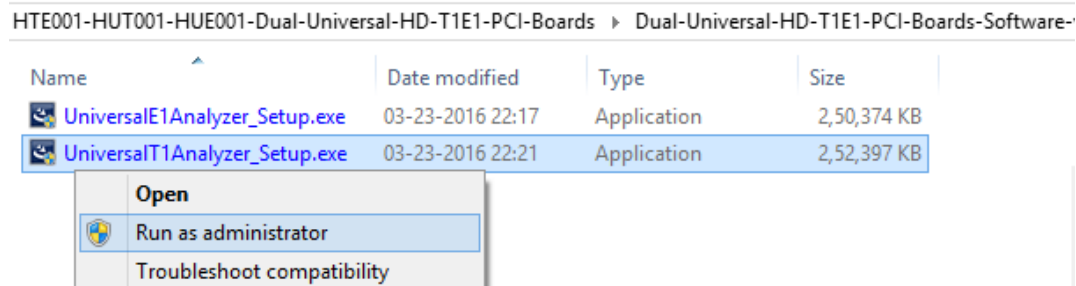 HTE001-HUT001-HUE001-Dual-Universal-HD-T1E1-PCI-Boards Dual-Universal-HD-T1E1-PCI-Boards-Software-
Name Date modified Type Size
UniversalE1Analyzer_Setup.exe 03-23-2016 22:17 Application 2,50,374 KB
UniversalT1Analyzer_Setup.exe 03-23-2016 22:21 Application 2,52,397 KB
Open
Run as administrator
Troubleshoot compatibility